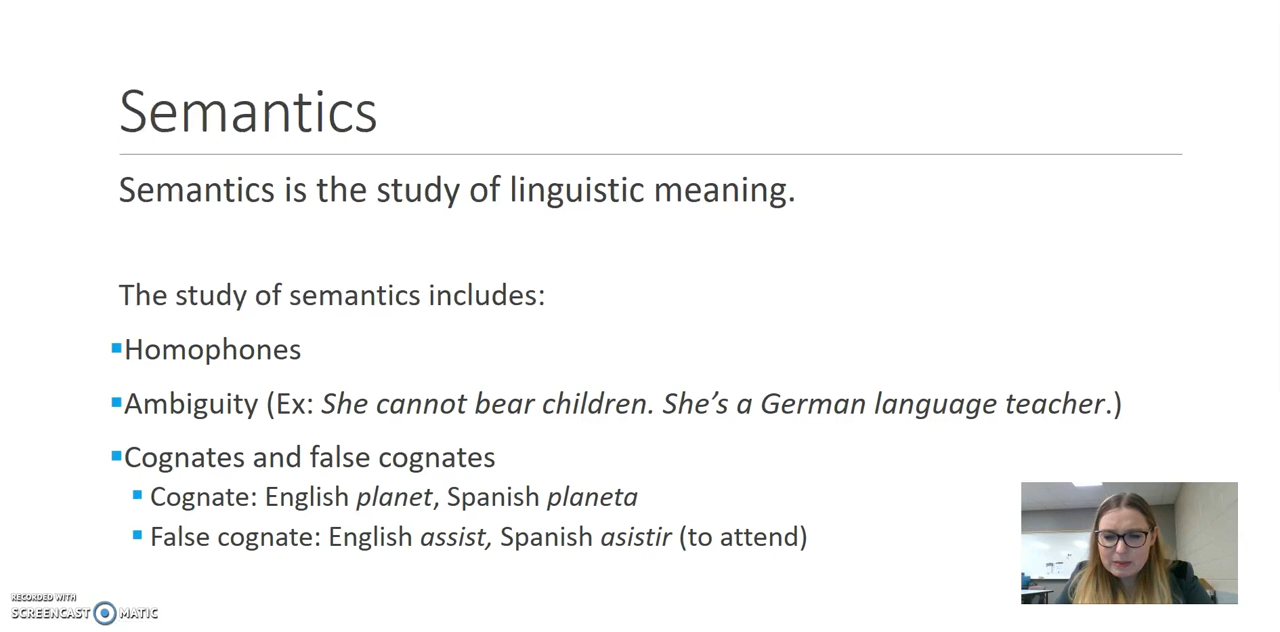 Semantics
Semantics is the study of linguistic meaning.
The study of semantics includes:
Homophones
Ambiguity (Ex: She cannot bear children. She’s a German language teacher.)
Cognates and false cognates
Cognate: English planet, Spanish planeta
False cognate: English assist, Spanish asistir (to attend)
RECORDED WITH
SCREENCAST MATIC